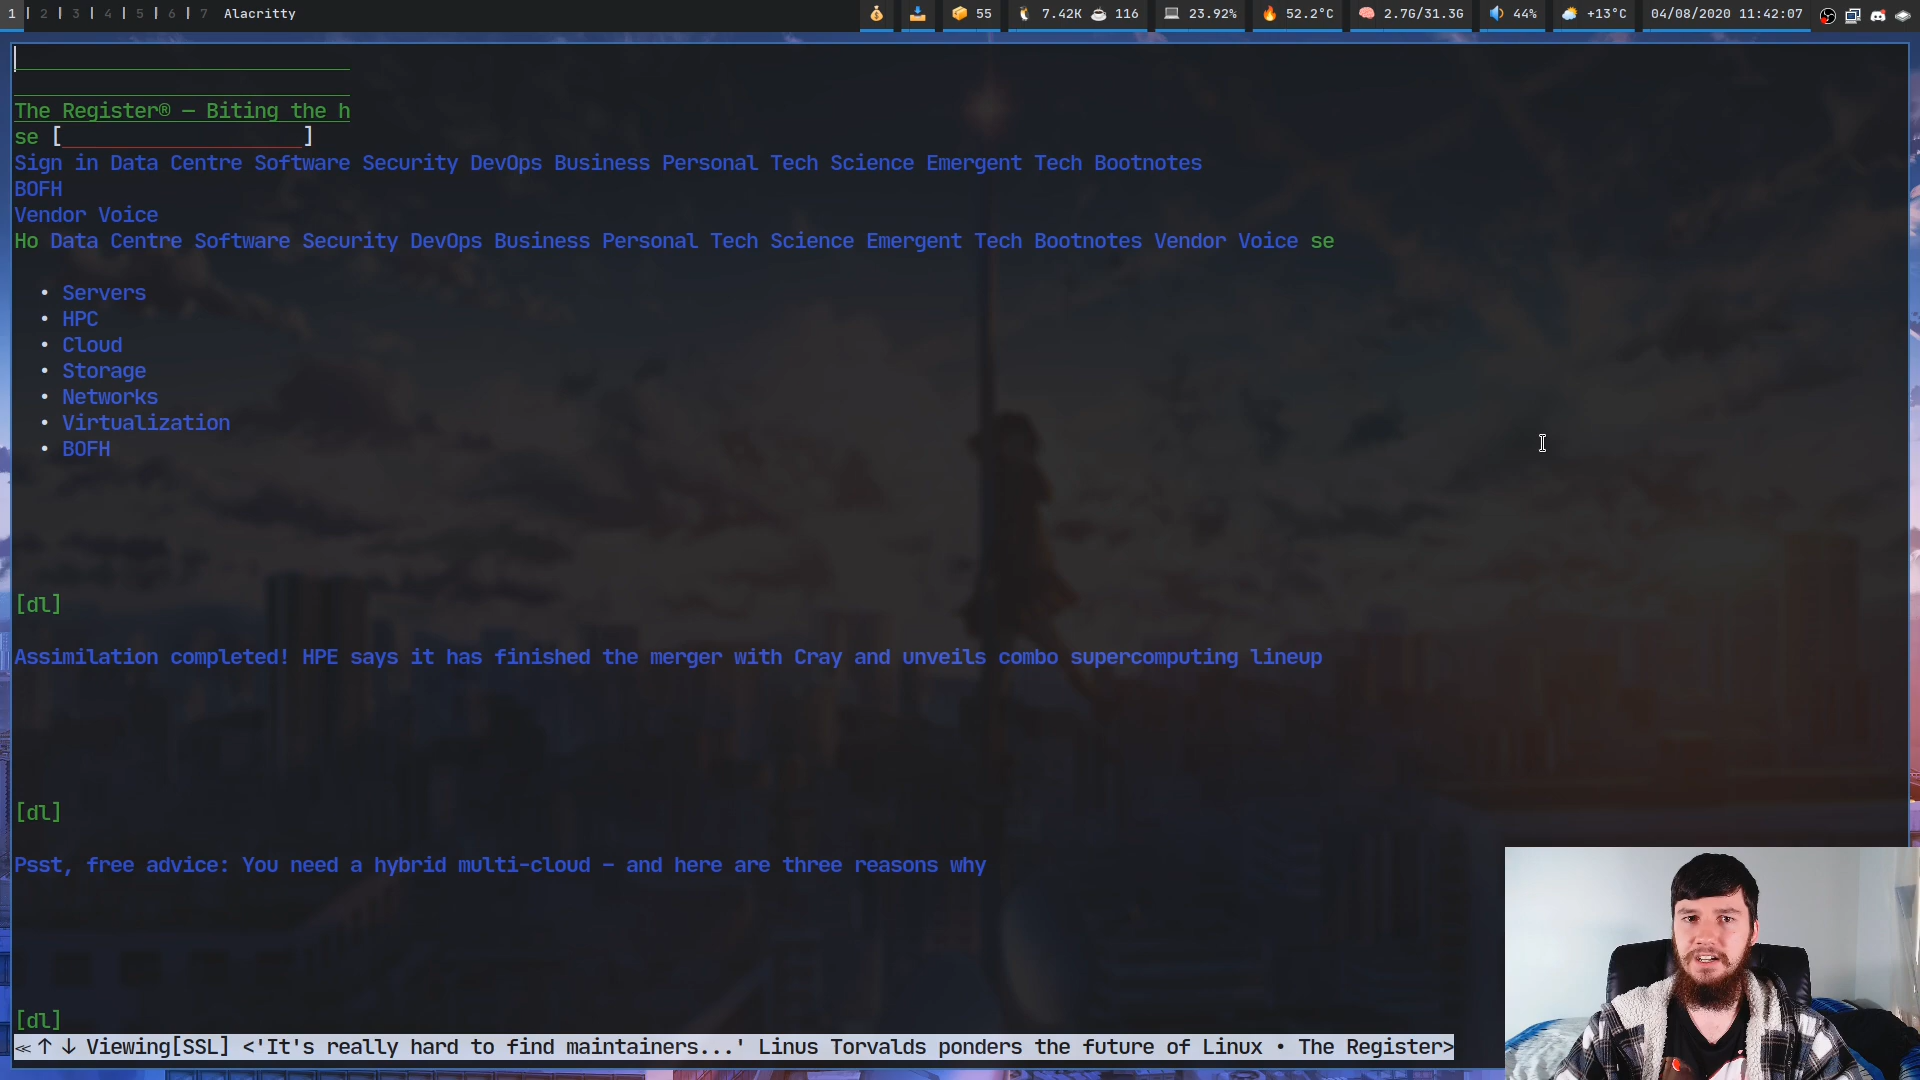 1 | 2 | 3 | 4 | 5 | 6 | 7 Alacritty 55 7.42K 116 23.92% 52.2°C 2.7G/31.3G 44% +13°C 04/08/2020 11:42:07
The Register® — Biting the h
se [ ]
Sign in Data Centre Software Security DevOps Business Personal Tech Science Emergent Tech Bootnotes
BOFH
Vendor Voice
Ho Data Centre Software Security DevOps Business Personal Tech Science Emergent Tech Bootnotes Vendor Voice se
• Servers
• HPC
• Cloud
• Storage
• Networks
• Virtualization
• BOFH
[dl]
Assimilation completed! HPE says it has finished the merger with Cray and unveils combo supercomputing lineup
[dl]
Psst, free advice: You need a hybrid multi-cloud – and here are three reasons why
[dl]
≪↑↓ Viewing[SSL] <'It's really hard to find maintainers...' Linus Torvalds ponders the future of Linux • The Register>